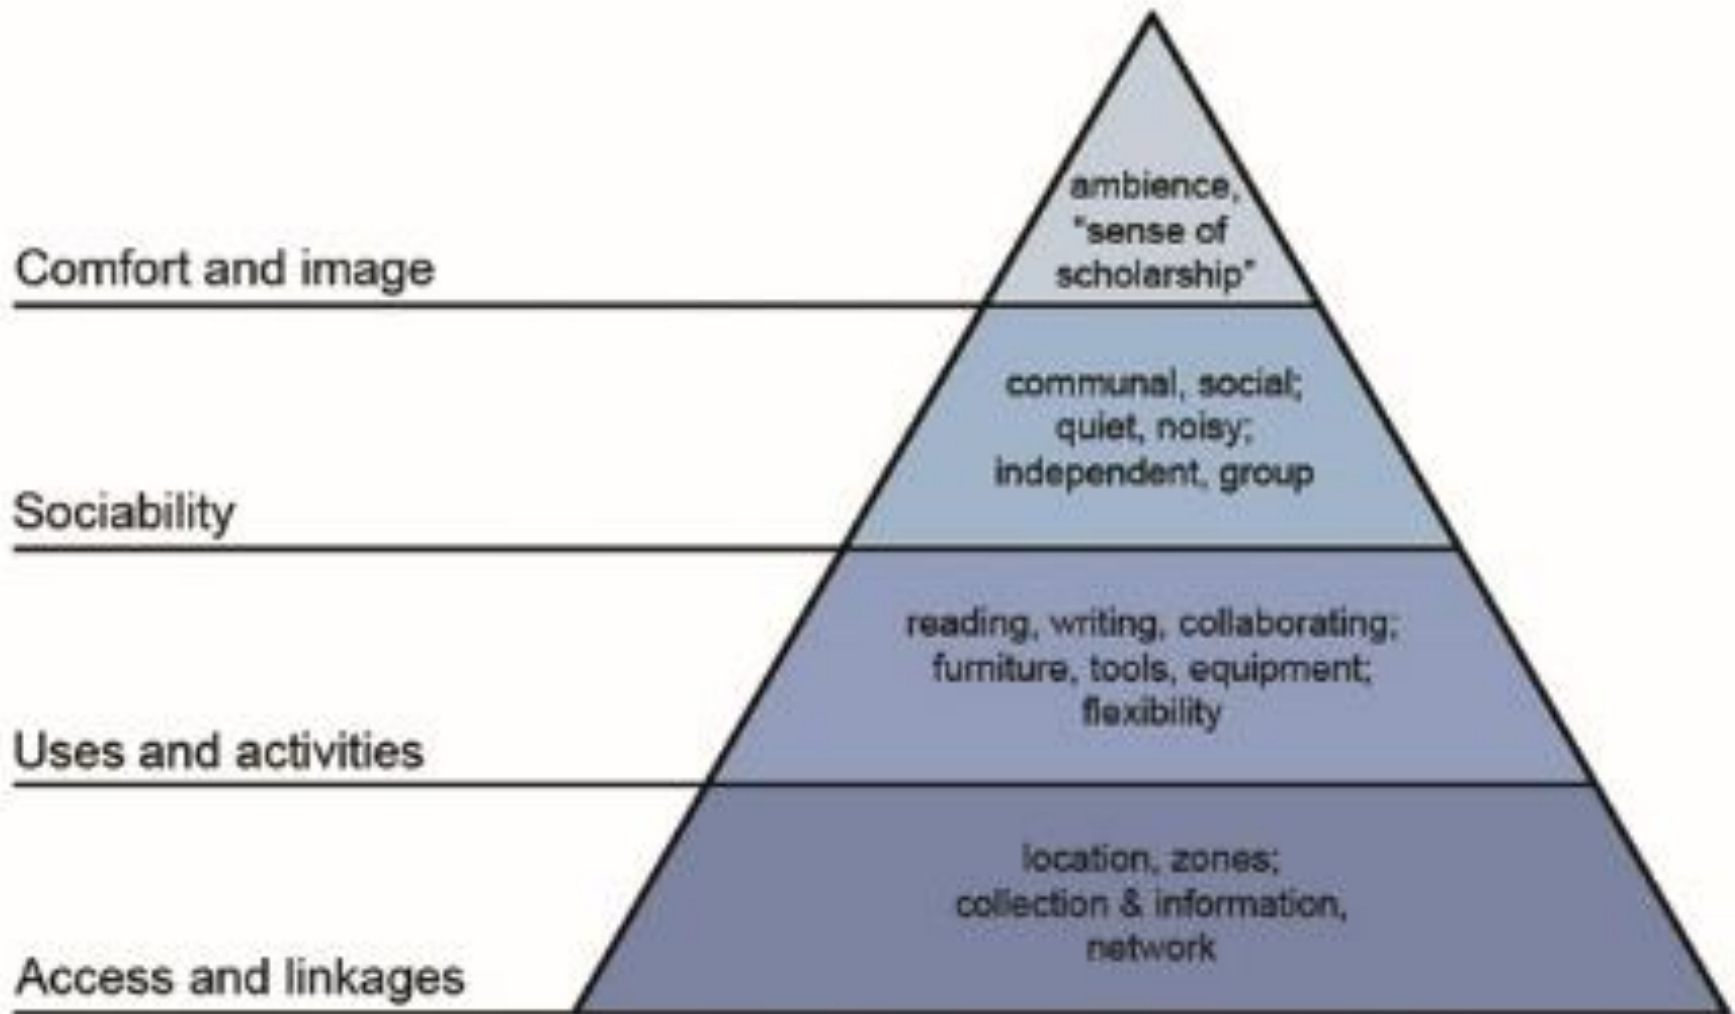 ambience,
"sense of
scholarship"
Comfort and image
communal, social;
quiet, noisy;
independent, group
Sociability
reading, writing, collaborating;
furniture, tools, equipment;
flexibility
Uses and activities
location, zones;
collection & information,
network
Access and linkages